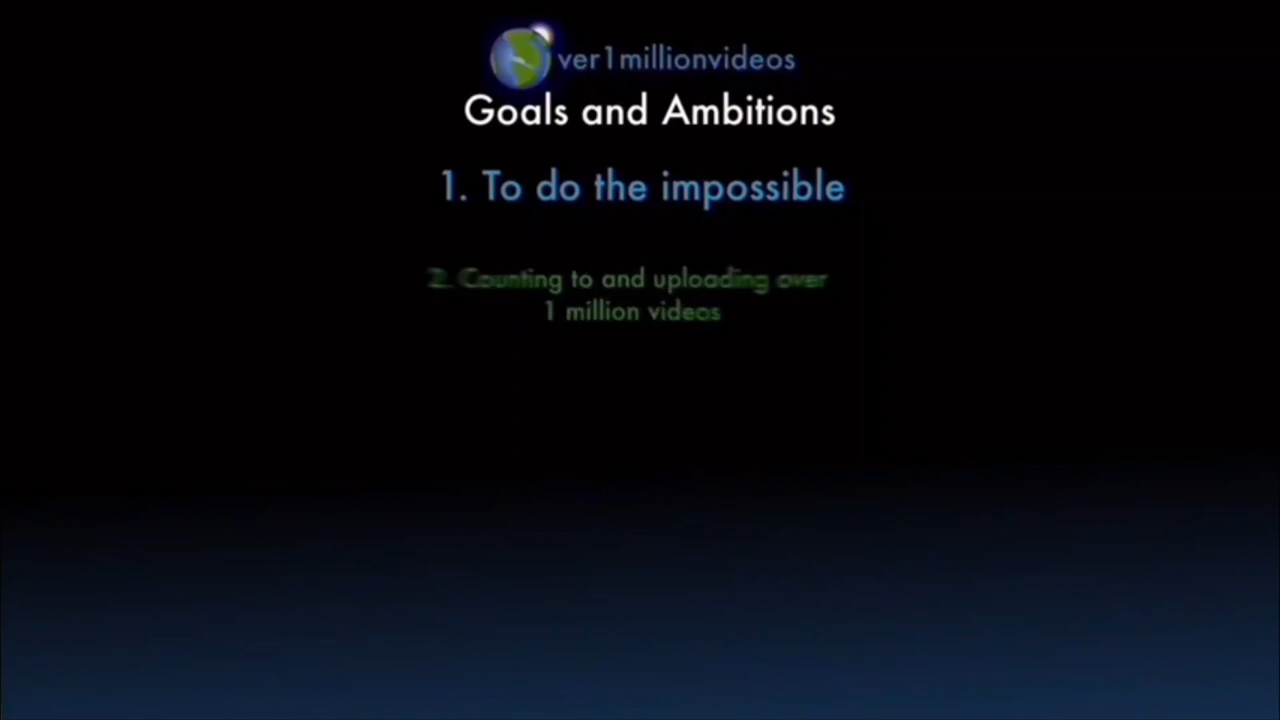 ver1millionvideos
Goals and Ambitions
1. To do the impossible
2. Counting to and uploading over
1 million videos